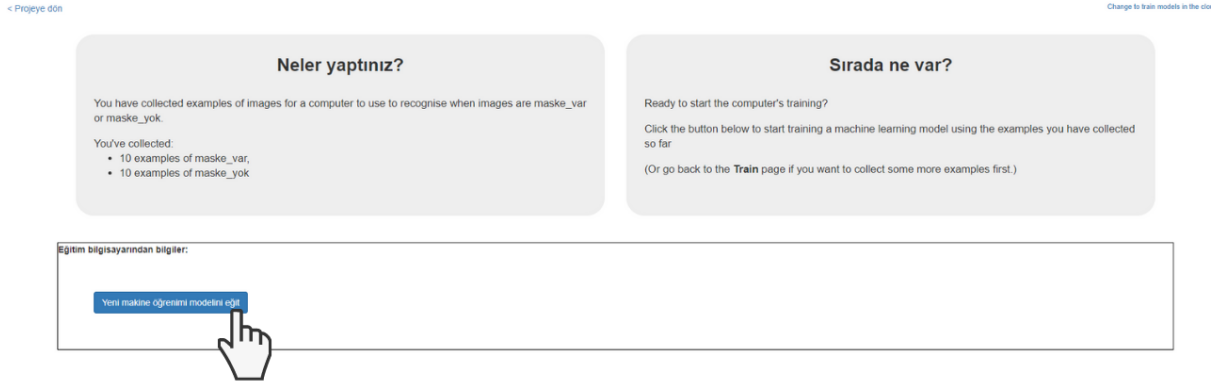 < Projeye dön
Change to train models in the clo
Neler yaptınız?
You have collected examples of images for a computer to use to recognise when images are maske_var
or maske_yok.
You've collected:
• 10 examples of maske_var,
• 10 examples of maske_yok
Sırada ne var?
Ready to start the computer's training?
Click the button below to start training a machine learning model using the examples you have collected
so far
(Or go back to the Train page if you want to collect some more examples first.)
Eğitim bilgisayarından bilgiler:
Yeni makine öğrenimi modelini eğit